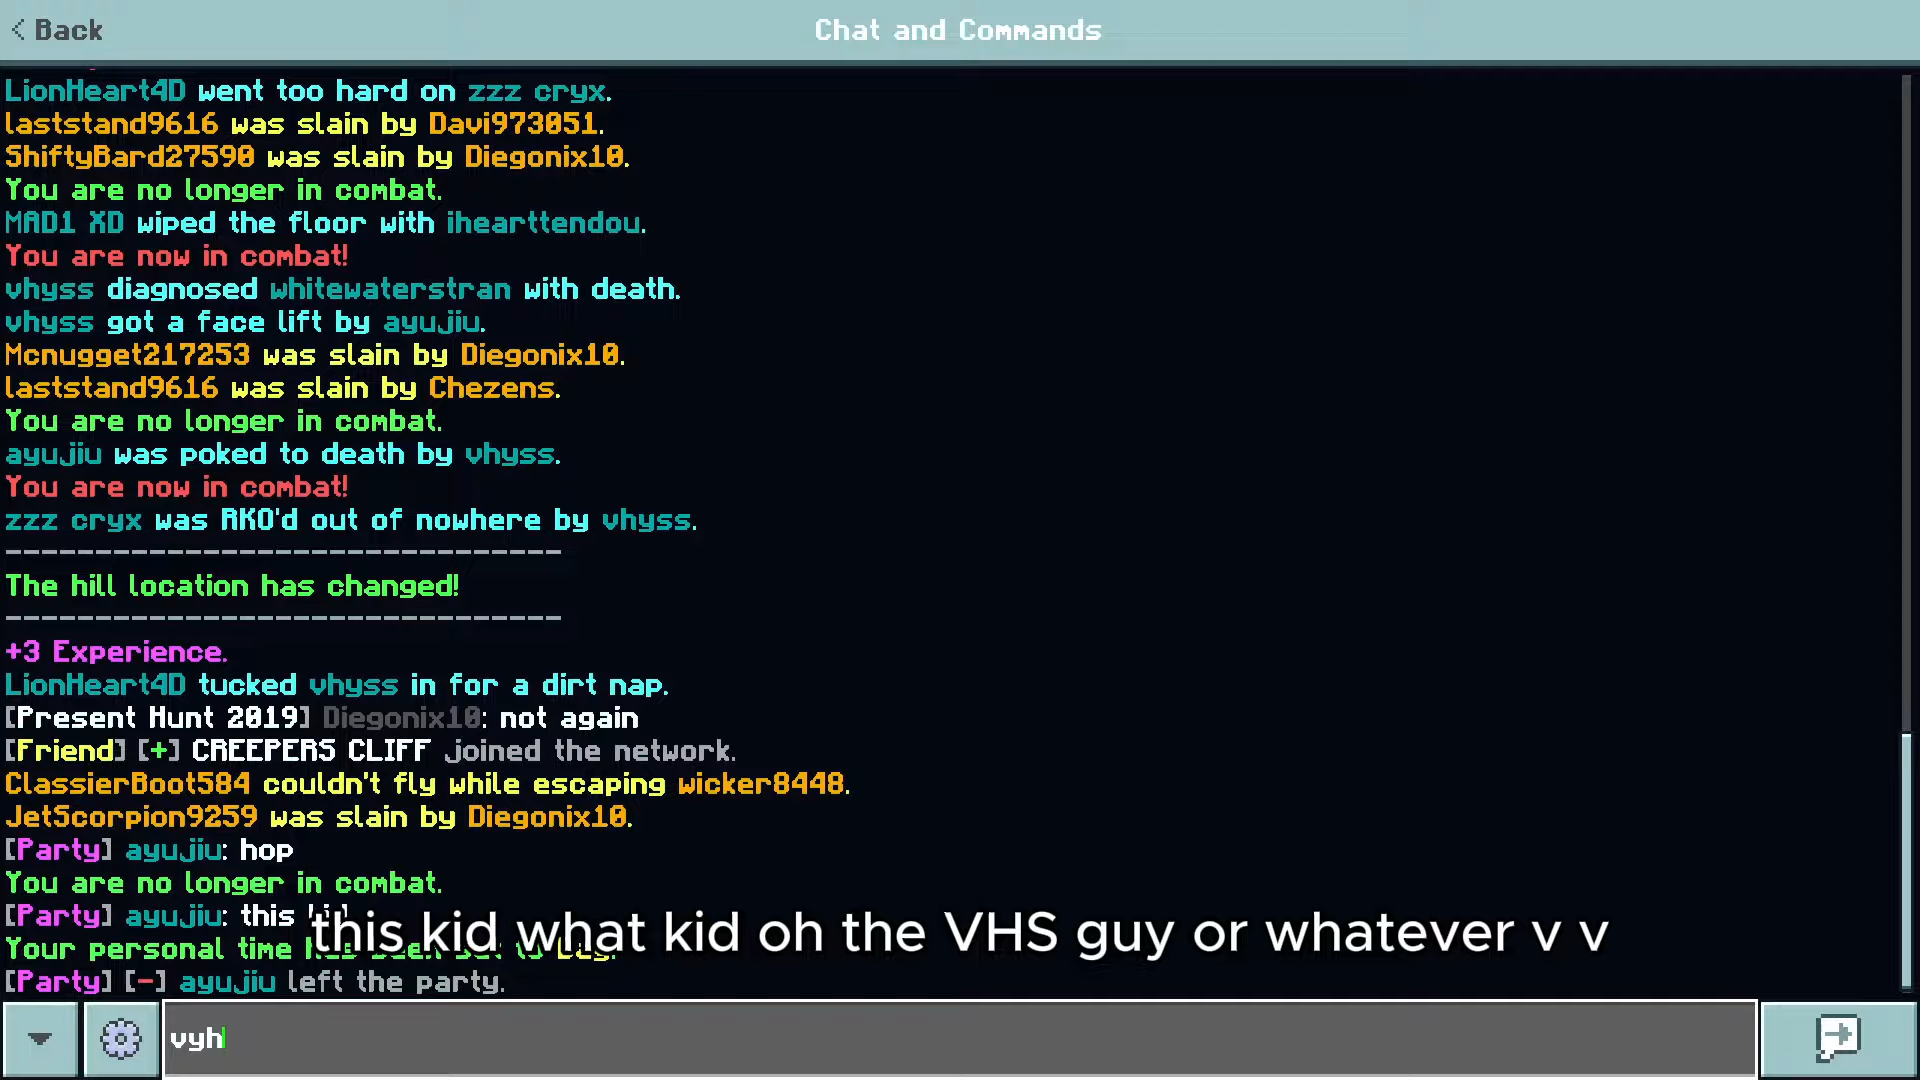 < Back
Chat and Commands
LionHeart4D went too hard on zzz cryx.
laststand9616 was slain by Davi973051.
ShiftyBard27590 was slain by Diegonix10.
You are no longer in combat.
MAD1 XD wiped the floor with ihearttendou.
You are now in combat!
vhyss diagnosed whitewaterstran with death.
vhyss got a face lift by ayujiu.
Mcnugget217253 was slain by Diegonix10.
laststand9616 was slain by Chezens.
You are no longer in combat.
ayujiu was poked to death by vhyss.
You are now in combat!
zzz cryx was RKO'd out of nowhere by vhyss.
-------------------------------
The hill location has changed!
-------------------------------
+3 Experience.
LionHeart4D tucked vhyss in for a dirt nap.
[Present Hunt 2019] Diegonix10: not again
[Friend] [+] CREEPERS CLIFF joined the network.
ClassierBoot584 couldn't fly while escaping wicker8448.
JetScorpion9259 was slain by Diegonix10.
[Party] ayujiu: hop
You are no longer in combat.
[Party] ayujiu: this
this kid what kid oh the VHS guy or whatever v v
Your personal time
[Party] [-] ayujiu left the party.
vyh